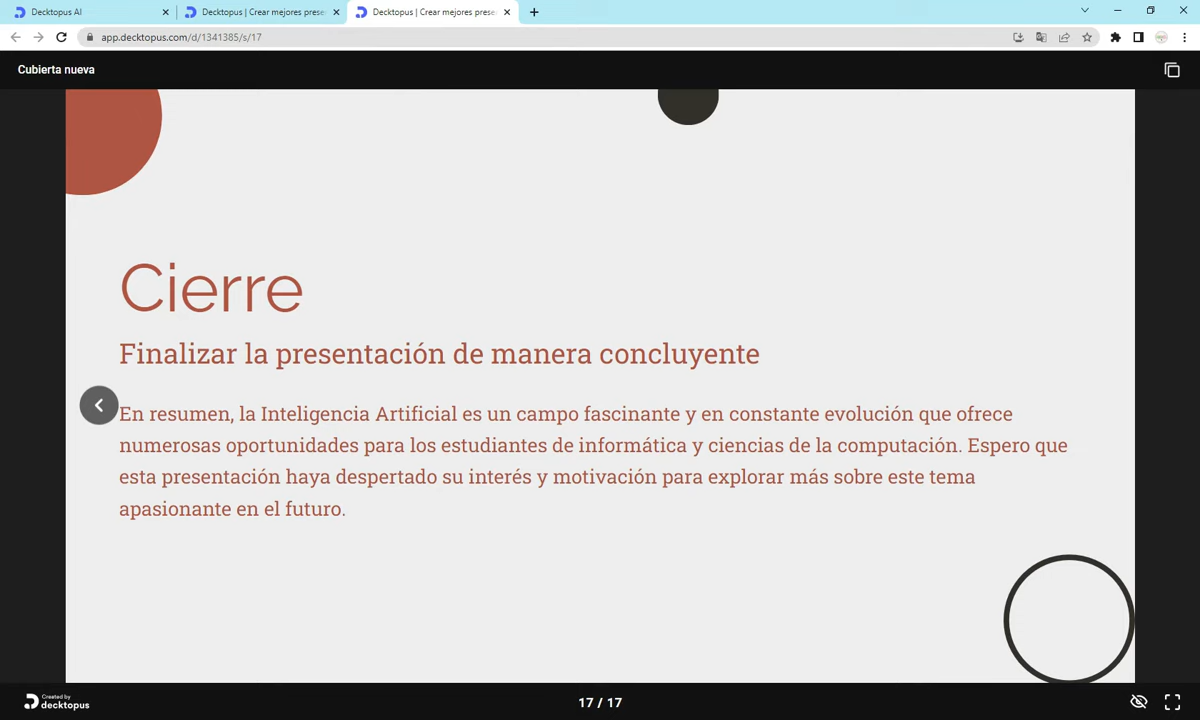 Decktopus AI
Decktopus | Crear mejores prese
Decktopus | Crear mejores prese
app.decktopus.com/d/1341385/s/17
Cubierta nueva
Cierre
Finalizar la presentación de manera concluyente
En resumen, la Inteligencia Artificial es un campo fascinante y en constante evolución que ofrece
numerosas oportunidades para los estudiantes de informática y ciencias de la computación. Espero que
esta presentación haya despertado su interés y motivación para explorar más sobre este tema
apasionante en el futuro.
Created by
decktopus
17 / 17